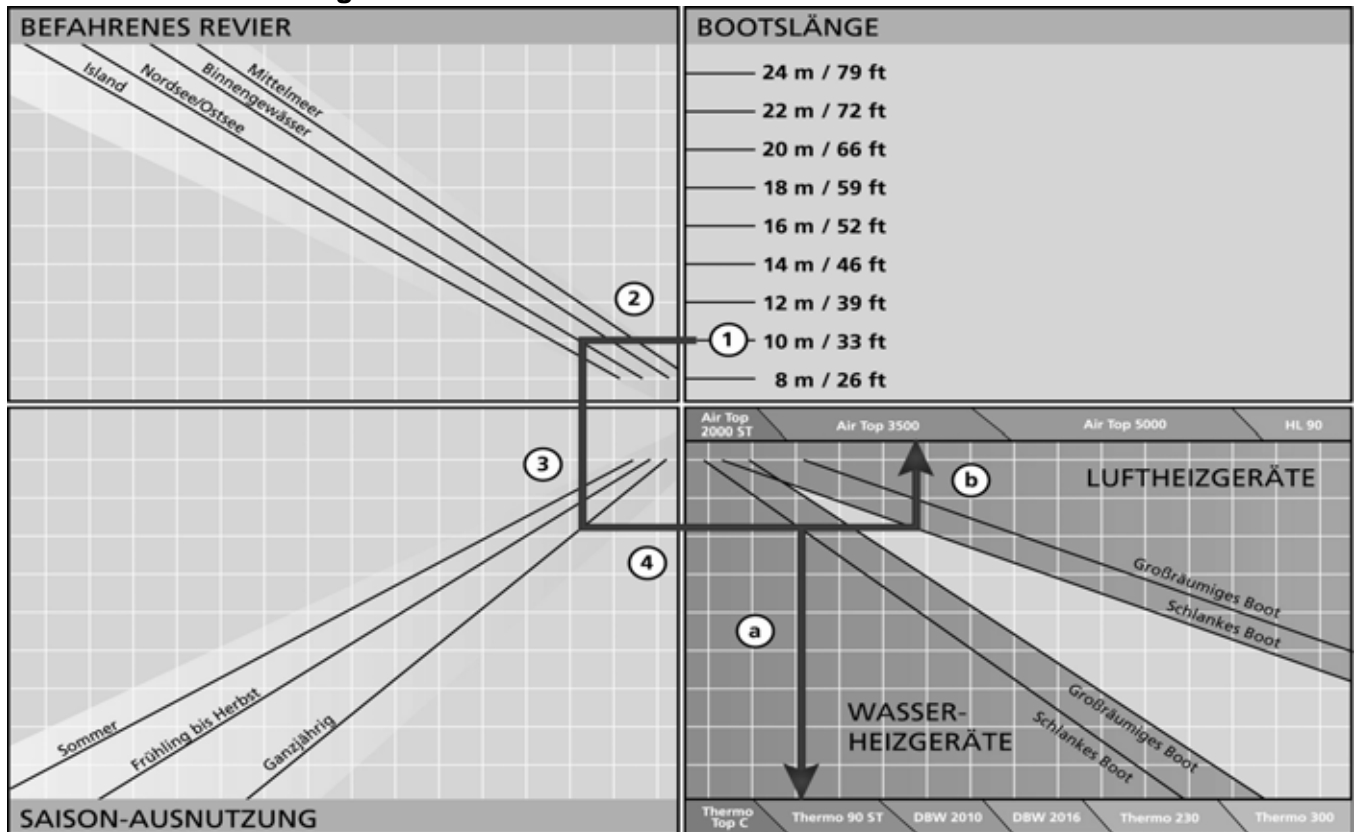 BEFAHRENES REVIER
Island
Nordsee/Ostsee
Binnengewässer
Mittelmeer
2
BOOTSLÄNGE
24 m / 79 ft
22 m / 72 ft
20 m / 66 ft
18 m / 59 ft
16 m / 52 ft
14 m / 46 ft
12 m / 39 ft
1
10 m / 33 ft
8 m / 26 ft
3
4
Sommer
Frühling bis Herbst
Ganzjährig
SAISON-AUSNUTZUNG
Air Top
2000 ST
Air Top 3500
Air Top 5000
HL 90
b
LUFTHEIZGERÄTE
Großräumiges Boot
Schlankes Boot
a
WASSER-
HEIZGERÄTE
Großräumiges Boot
Schlankes Boot
Thermo
Top C
Thermo 90 ST
DBW 2010
DBW 2016
Thermo 230
Thermo 300